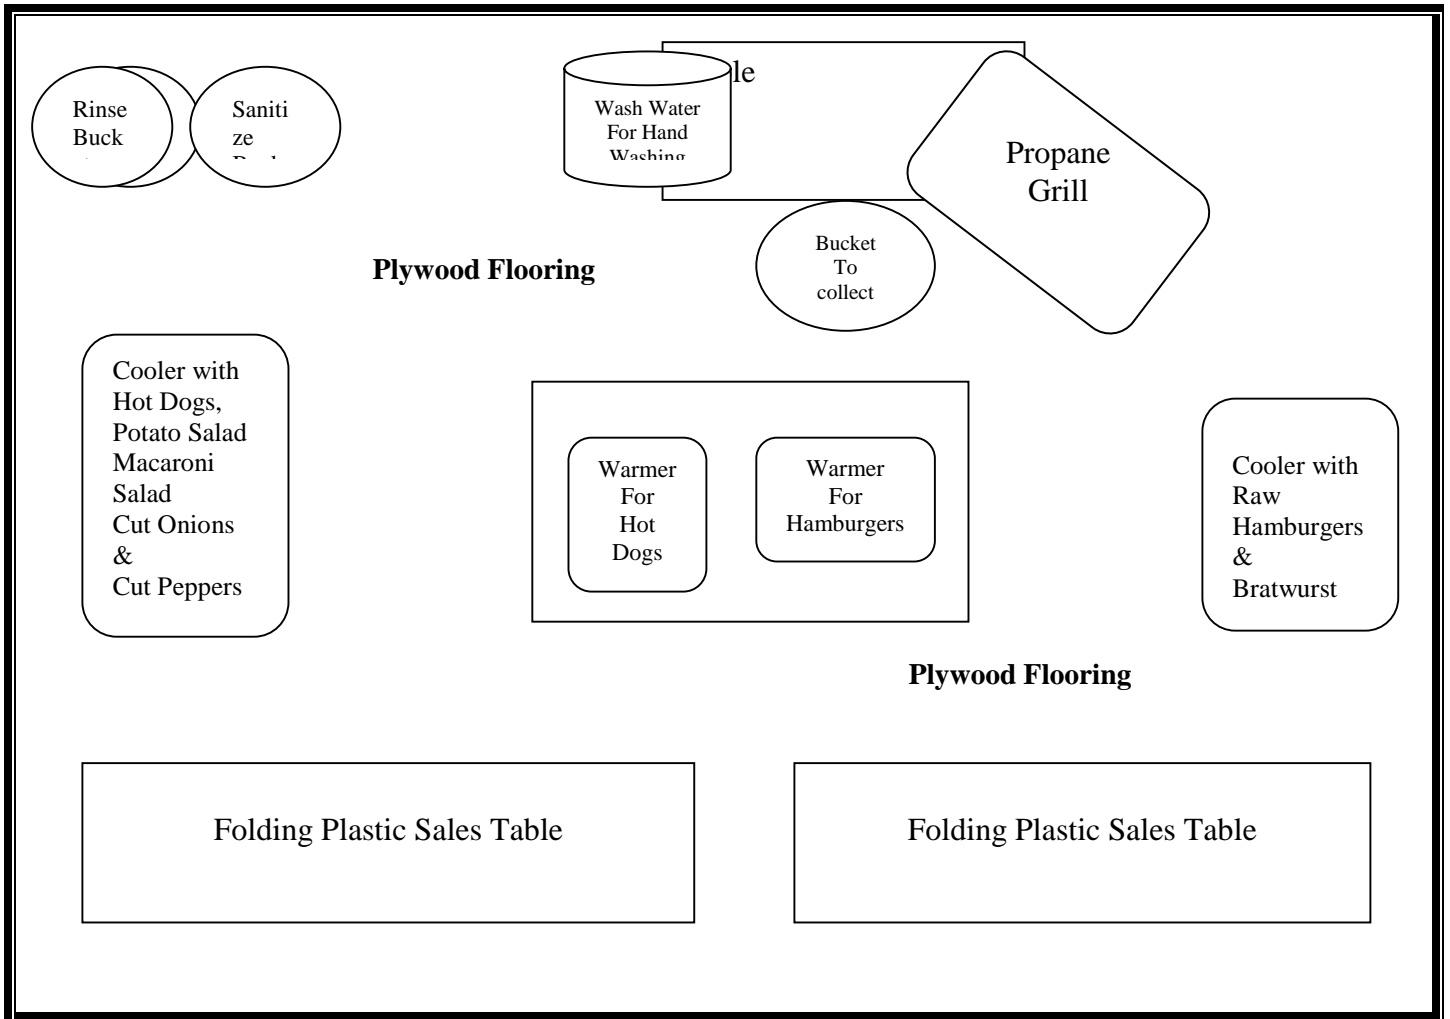 Rinse
Buck
Saniti
ze
le
Wash Water
For Hand
Washing
Propane
Grill
Bucket
To
collect
Plywood Flooring
Cooler with
Hot Dogs,
Potato Salad
Macaroni
Salad
Cut Onions
&
Cut Peppers
Warmer
For
Hot
Dogs
Warmer
For
Hamburgers
Cooler with
Raw
Hamburgers
&
Bratwurst
Plywood Flooring
Folding Plastic Sales Table
Folding Plastic Sales Table